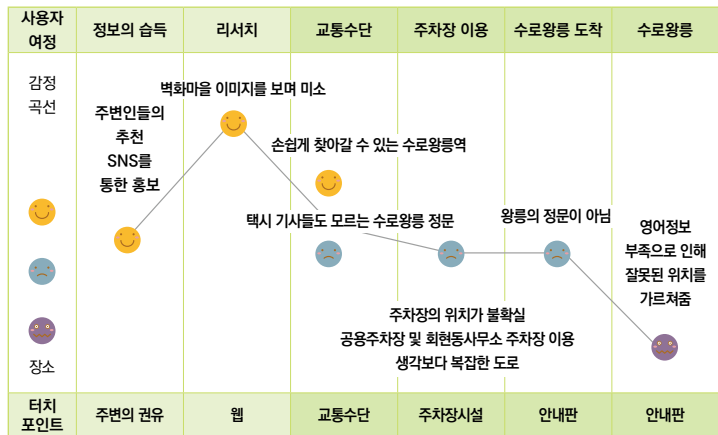 사용자
여정
정보의 습득
리서치
교통수단
주차장 이용
수로왕릉 도착
수로왕릉
감정
곡선
벽화마을 이미지를 보며 미소
주변인들의
추천
SNS를
통한 홍보
손쉽게 찾아갈 수 있는 수로왕릉역
택시 기사들도 모르는 수로왕릉 정문
왕릉의 정문이 아님
영어정보
부족으로 인해
잘못된 위치를
가르쳐줌
주차장의 위치가 불확실
공용주차장 및 회현동사무소 주차장 이용
생각보다 복잡한 도로
장소
터치
포인트
주변의 권유
웹
교통수단
주차장시설
안내판
안내판